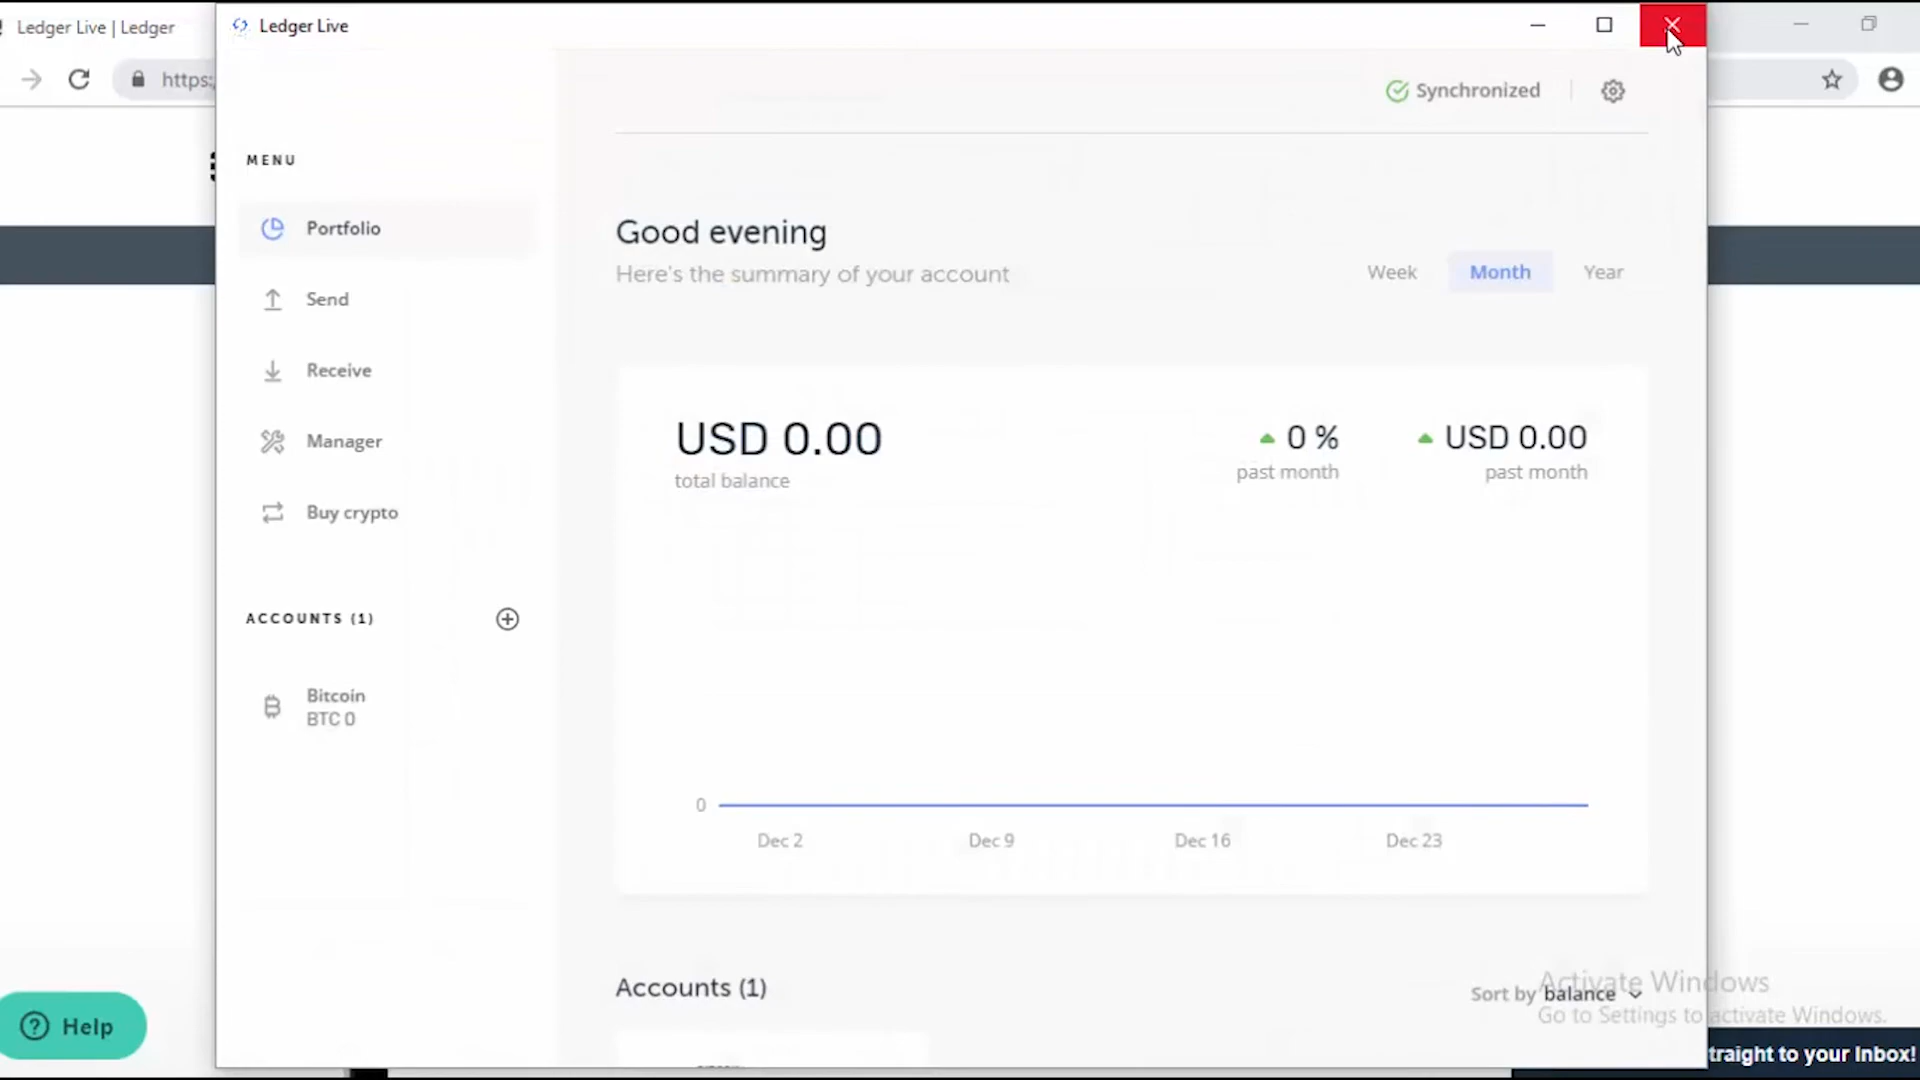 Ledger Live | Ledger
Ledger Live
https:
Synchronized
MENU
Portfolio
Send
Receive
Manager
Buy crypto
ACCOUNTS (1)
Bitcoin
BTC 0
Good evening
Here's the summary of your account
Week
Month
Year
USD 0.00
total balance
0 %
past month
USD 0.00
past month
0
Dec 2
Dec 9
Dec 16
Dec 23
Accounts (1)
Sort by balance
Activate Windows
Go to Settings to activate Windows.
Help
traight to your Inbox!